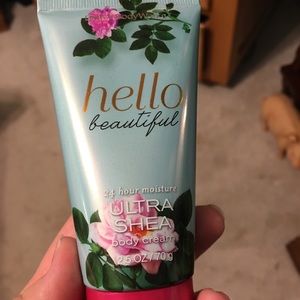 hello
beautiful
24 hour moisture
ULTRA
SHEA
body cream
2.5 OZ/70 g